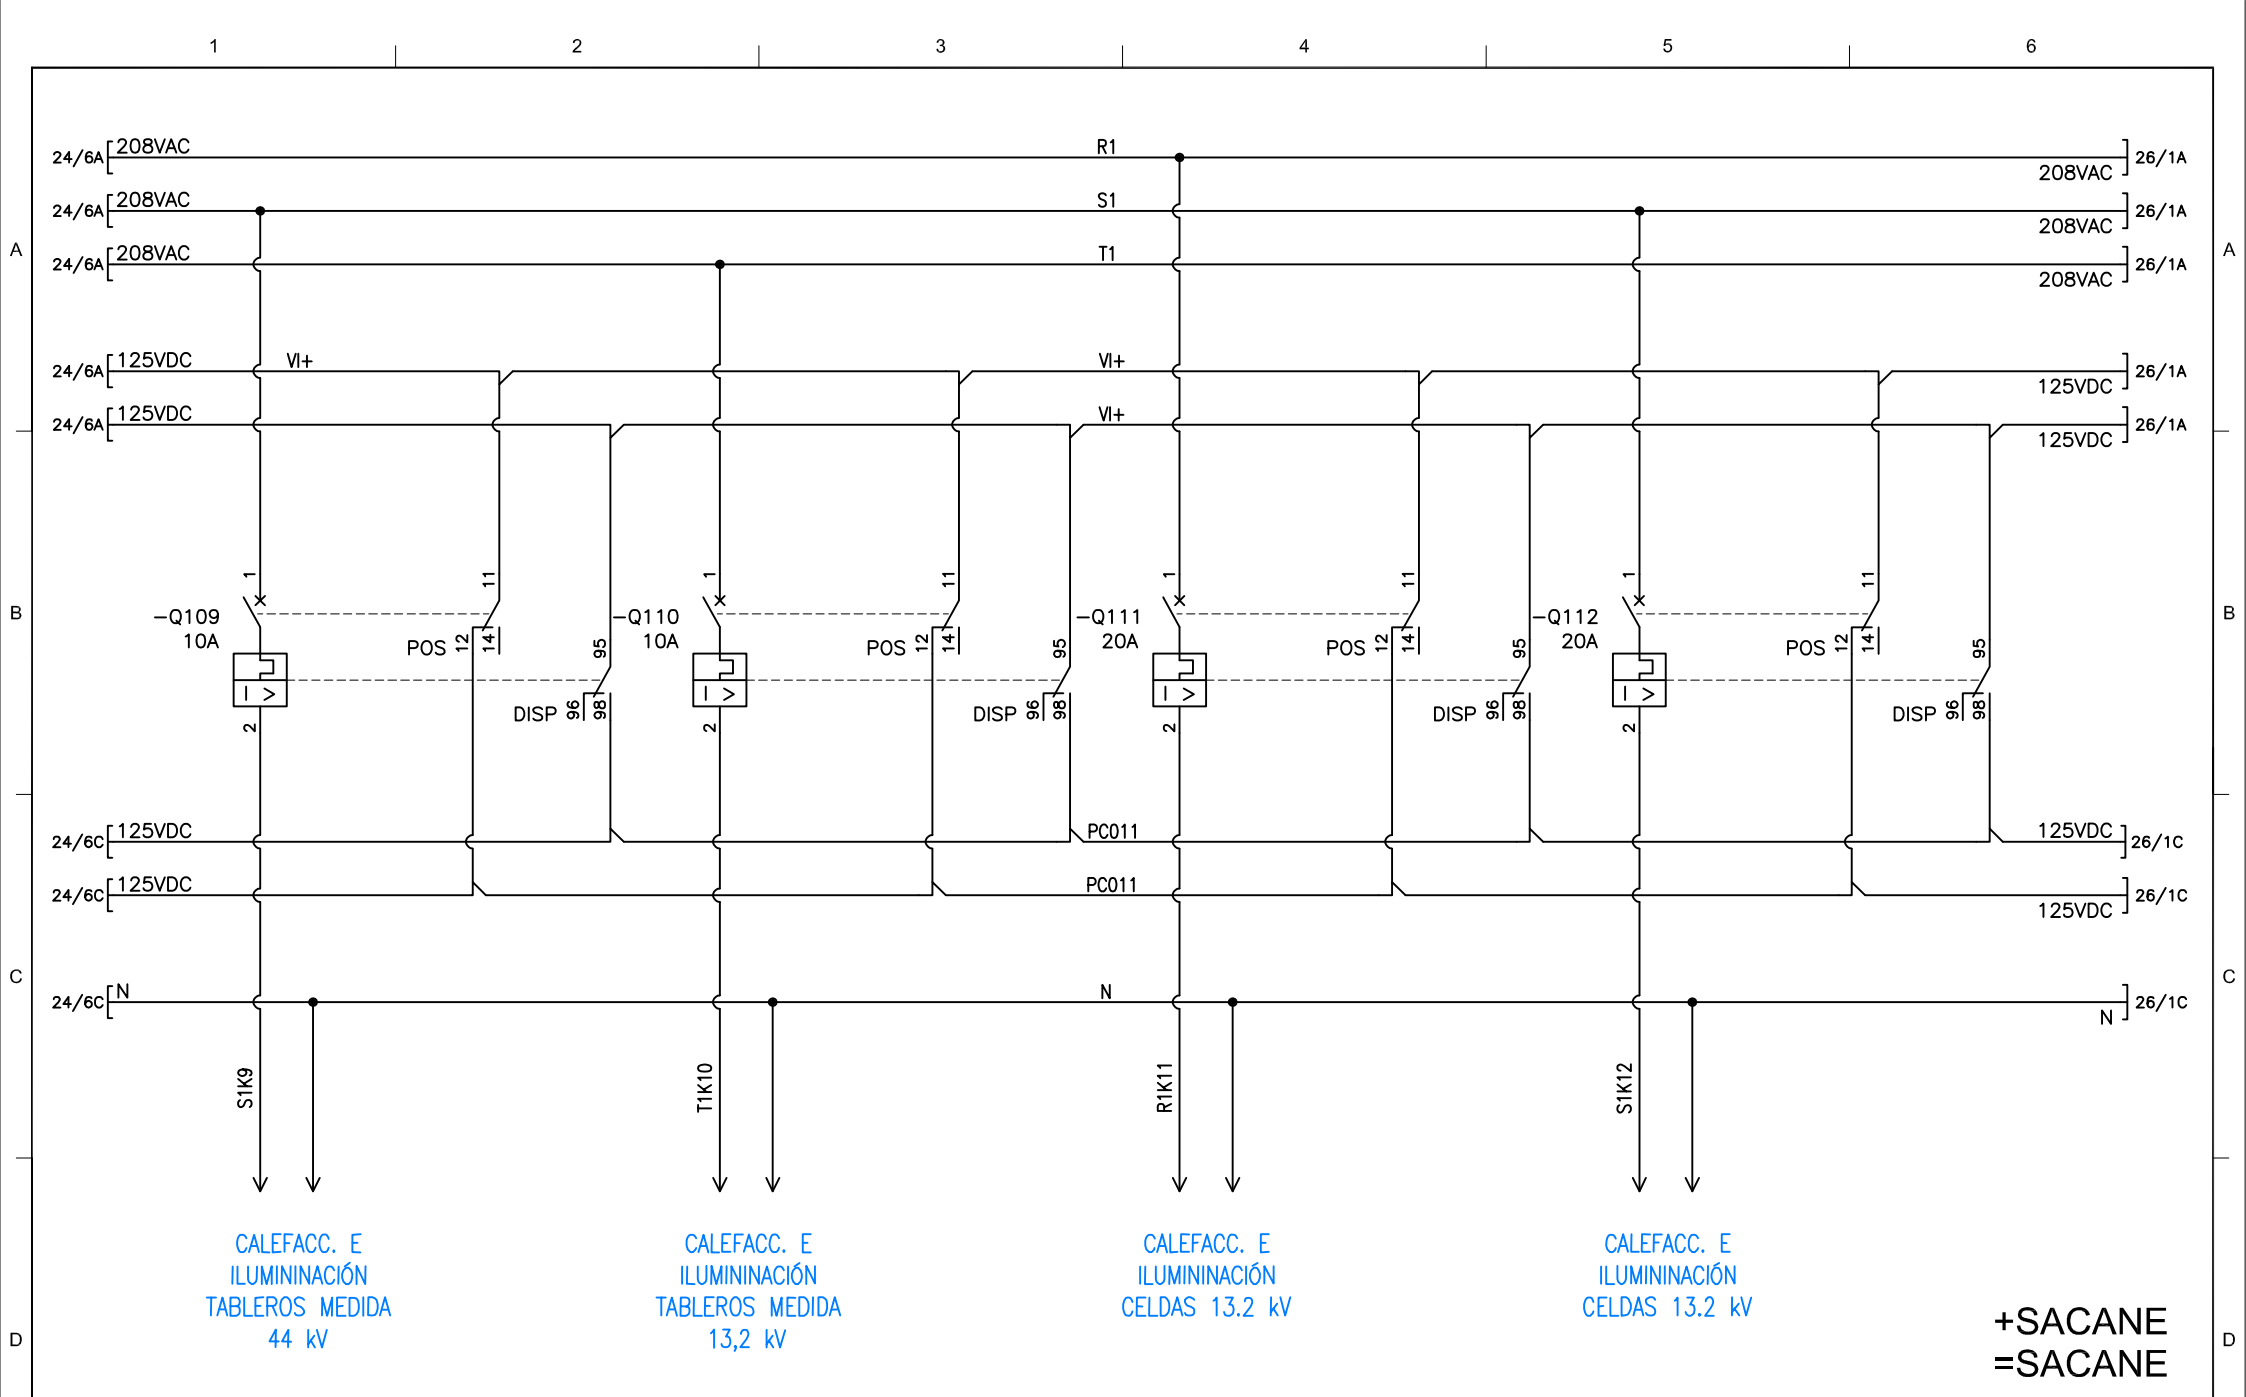 1 2 3 4 5 6
24/6A 208VAC R1 208VAC 26/1A
24/6A 208VAC S1 208VAC 26/1A
A 24/6A 208VAC T1 208VAC 26/1A A
24/6A 125VDC VI+ VI+ 125VDC 26/1A
24/6A 125VDC VI+ 125VDC 26/1A
1 11 1 11 1 11 1 11
B B
-Q109 -Q110 -Q111 -Q112
10A 10A 20A 20A
POS 12 14 95 POS 12 14 95 POS 12 14 95 POS 12 14 95
I > I > I > I >
2 DISP 96 98 2 DISP 96 98 2 DISP 96 98 2 DISP 96 98
24/6C 125VDC PC011 125VDC 26/1C
24/6C 125VDC PC011 125VDC 26/1C
C C
24/6C N N N 26/1C
S1K9 T1K10 R1K11 S1K12
CALEFACC. E
ILUMININACIÓN
TABLEROS MEDIDA
44 kV
CALEFACC. E
ILUMININACIÓN
TABLEROS MEDIDA
13,2 kV
CALEFACC. E
ILUMININACIÓN
CELDAS 13.2 kV
CALEFACC. E
ILUMININACIÓN
CELDAS 13.2 kV
+SACANE
=SACANE
D D